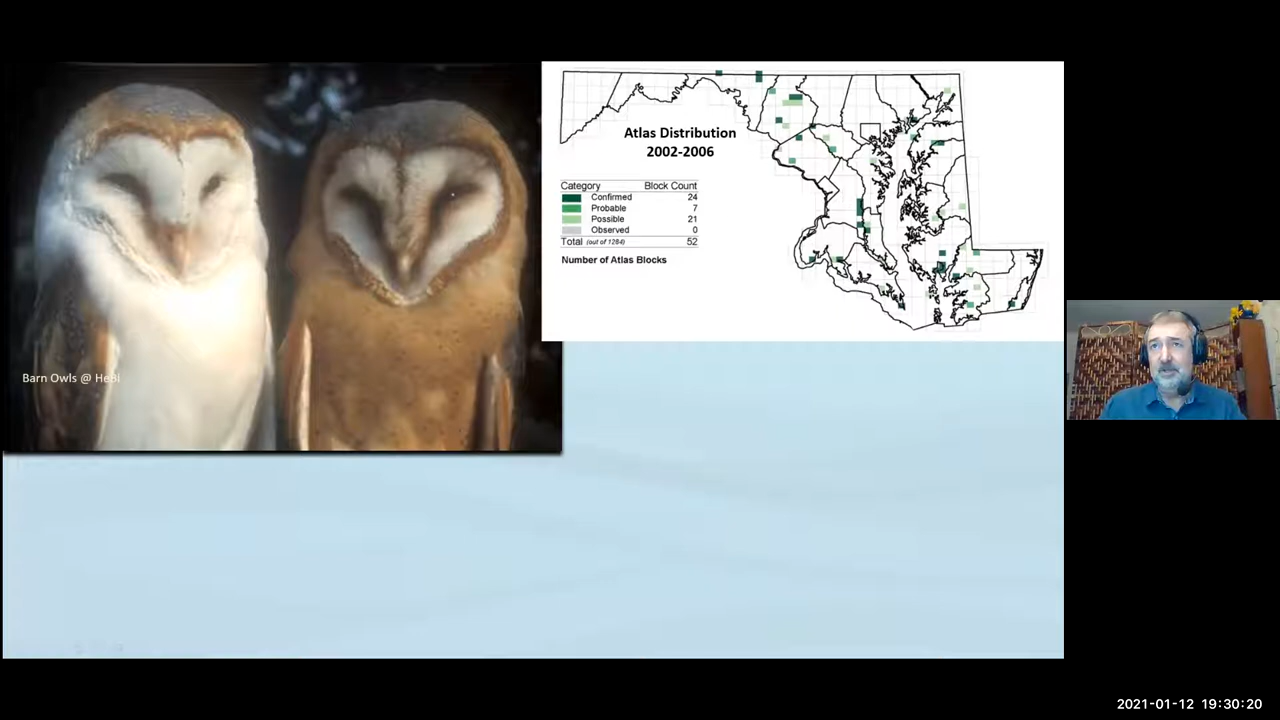 Atlas Distribution
2002-2006
Category Block Count
Confirmed 24
Probable 7
Possible 21
Observed 0
Total (out of 1284) 52
Number of Atlas Blocks
Barn Owls @ HeBi
2021-01-12 19:30:20